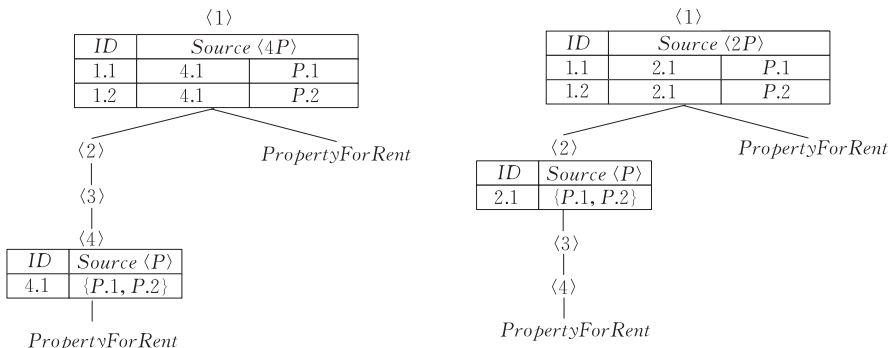 ⟨1⟩
ID Source ⟨4P⟩
1.1 4.1 P.1
1.2 4.1 P.2
⟨2⟩ PropertyForRent
⟨3⟩
⟨4⟩
ID Source ⟨P⟩
4.1 {P.1, P.2}
PropertyForRent
⟨1⟩
ID Source ⟨2P⟩
1.1 2.1 P.1
1.2 2.1 P.2
⟨2⟩ PropertyForRent
ID Source ⟨P⟩
2.1 {P.1, P.2}
⟨3⟩
⟨4⟩
PropertyForRent